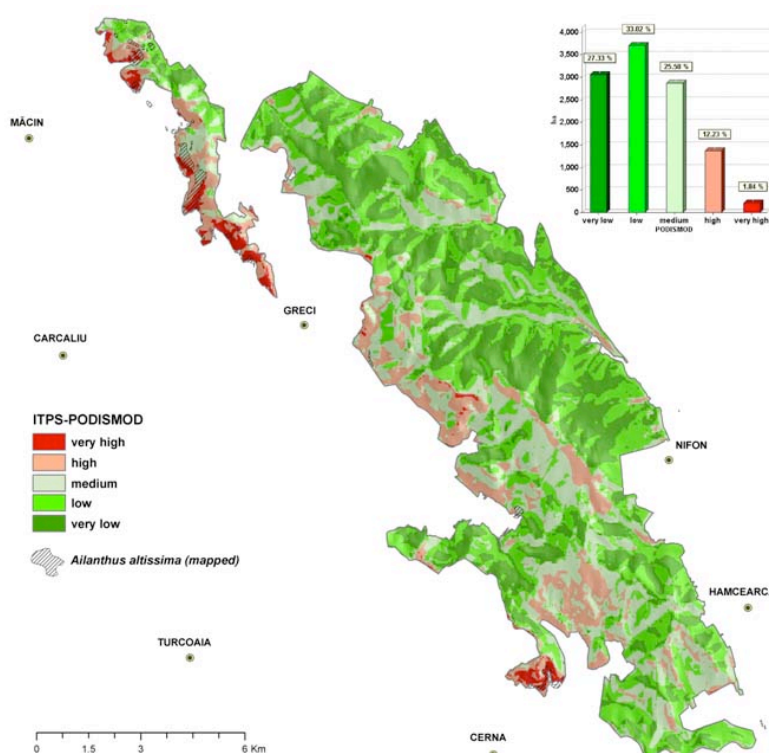 4,000
3,500
3,000
2,500
2,000
1,500
1,000
500
0
ha
27.33 %
33.02 %
25.58 %
12.23 %
1.84 %
very low
low
medium
high
very high
PODISMOD
MĂCIN
GRECI
CARCALIU
ITPS-PODISMOD
very high
high
medium
low
very low
Ailanthus altissima (mapped)
NIFON
HAMCEARCA
TURCOAIA
CERNA
0 1.5 3 6 Km